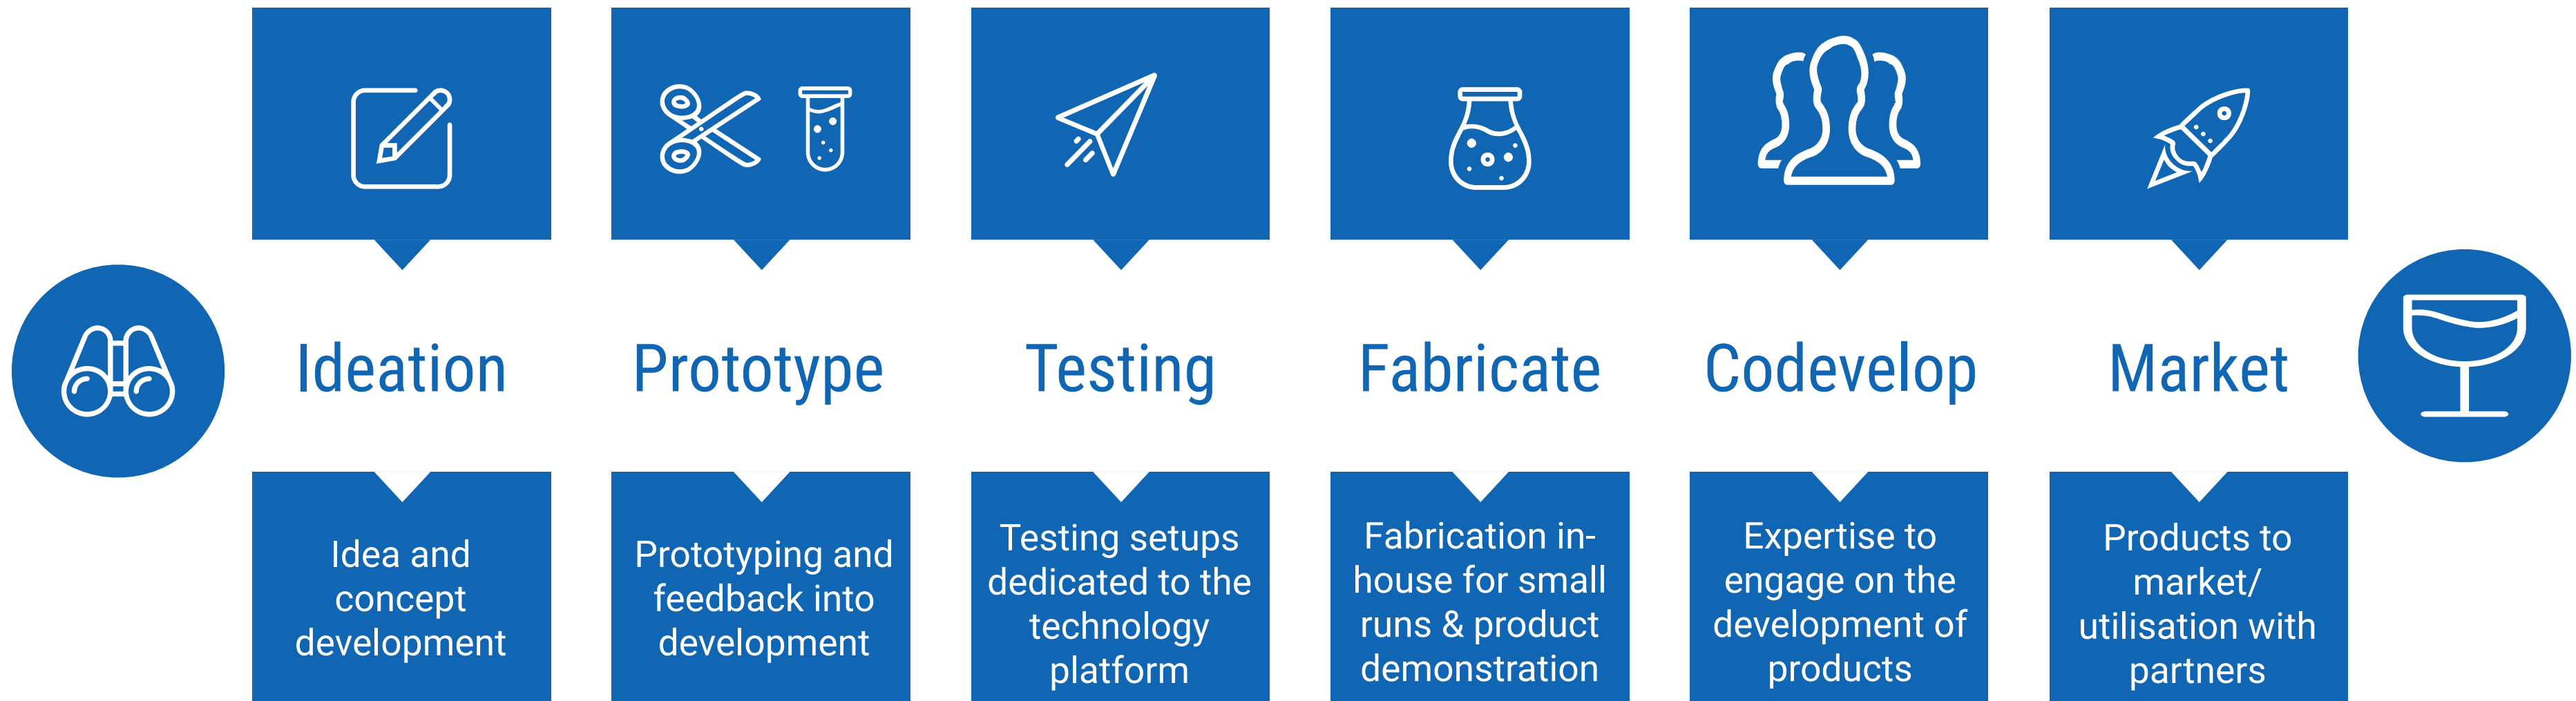 Ideation
Prototype
Testing
Fabricate
Codevelop
Market
Idea and
concept
development
Prototyping and
feedback into
development
Testing setups
dedicated to the
technology
platform
Fabrication in-
house for small
runs & product
demonstration
Expertise to
engage on the
development of
products
Products to
market/
utilisation with
partners